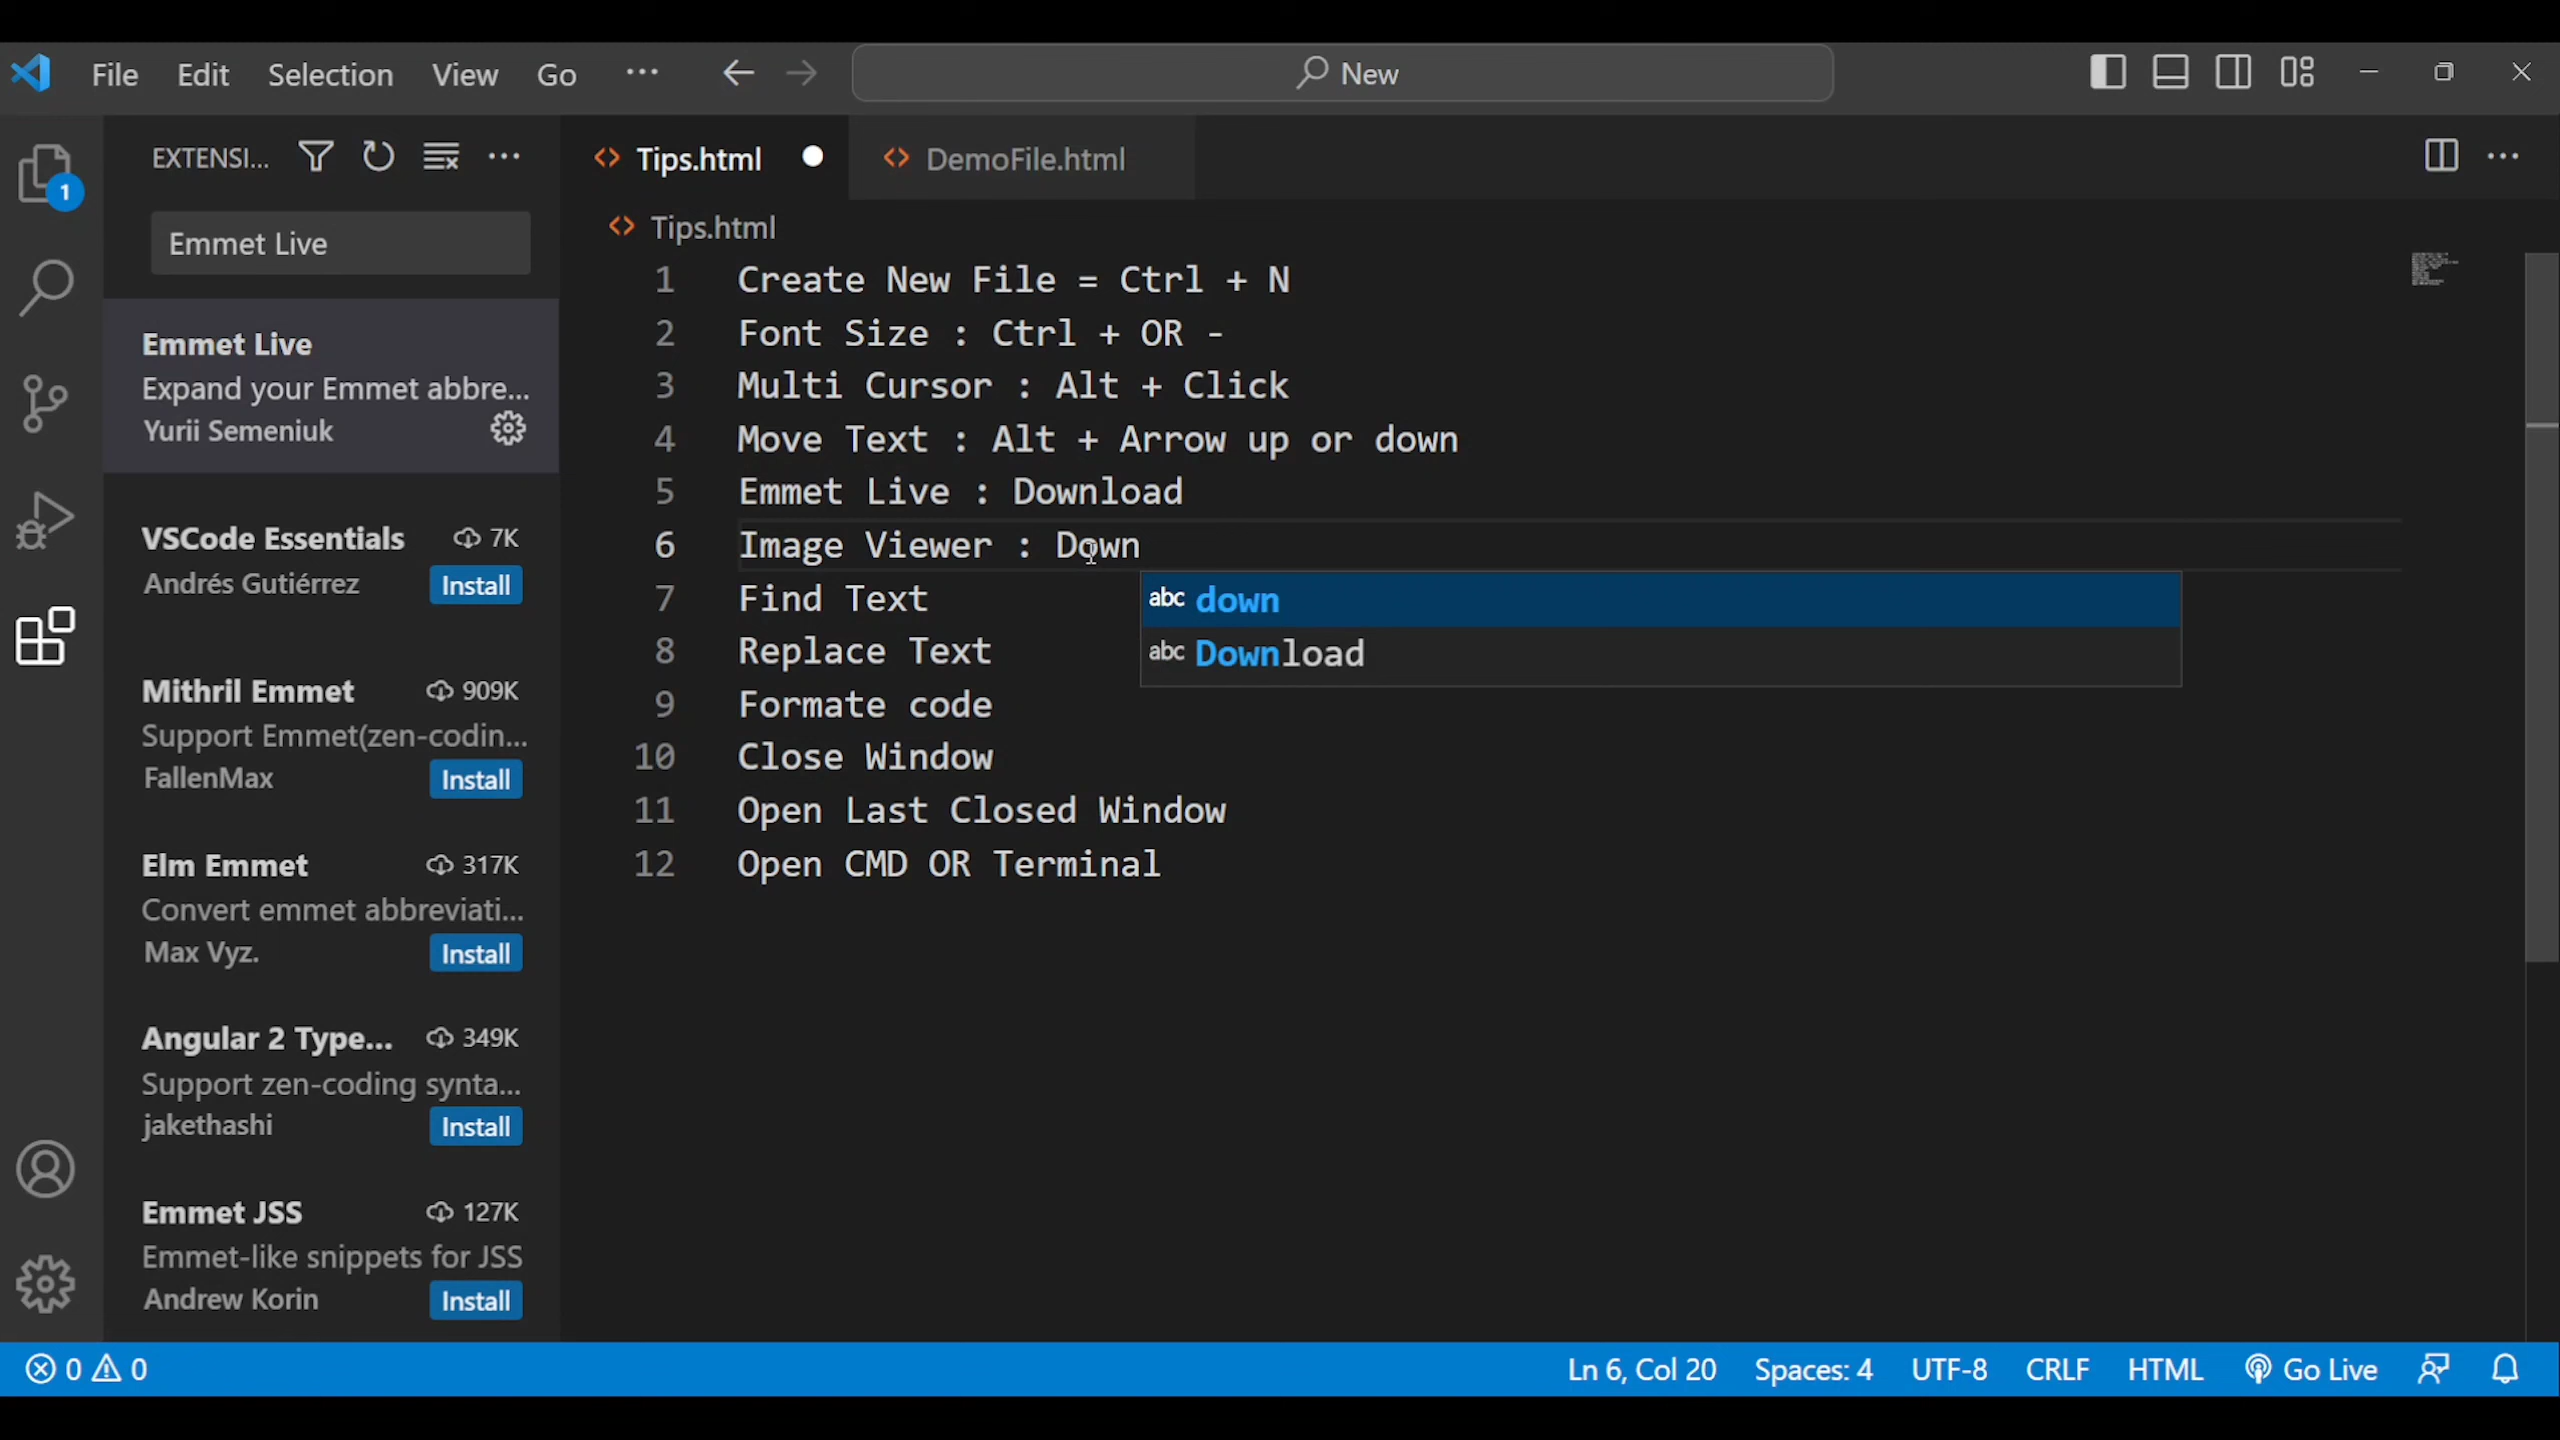 File Edit Selection View Go ··· New
EXTENSI...
Tips.html
DemoFile.html
1
Emmet Live
Tips.html
Emmet Live
Expand your Emmet abbre...
Yurii Semeniuk
VSCode Essentials 7K
Andrés Gutiérrez Install
Mithril Emmet 909K
Support Emmet(zen-codin...
FallenMax Install
Elm Emmet 317K
Convert emmet abbreviati...
Max Vyz. Install
Angular 2 Type... 349K
Support zen-coding synta...
jakethashi Install
Emmet JSS 127K
Emmet-like snippets for JSS
Andrew Korin Install
1 Create New File = Ctrl + N
2 Font Size : Ctrl + OR -
3 Multi Cursor : Alt + Click
4 Move Text : Alt + Arrow up or down
5 Emmet Live : Download
6 Image Viewer : Down
7 Find Text
8 Replace Text
9 Formate code
10 Close Window
11 Open Last Closed Window
12 Open CMD OR Terminal
abc down
abc Download
0 0 Ln 6, Col 20 Spaces: 4 UTF-8 CRLF HTML Go Live